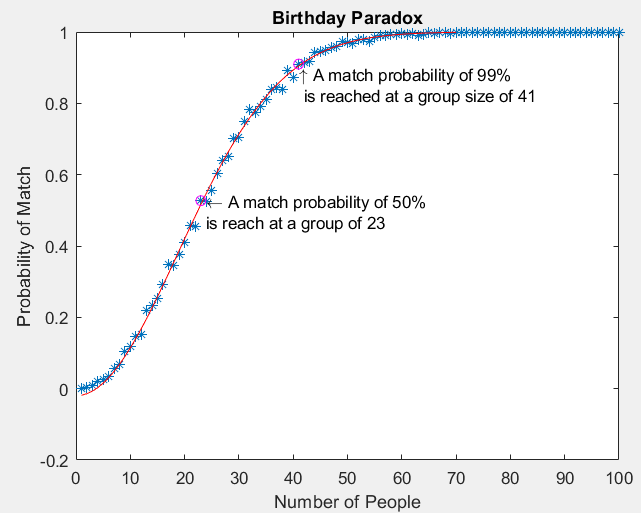 Birthday Paradox
1
0.8
0.6
0.4
0.2
0
-0.2
Probability of Match
↑ A match probability of 99%
is reached at a group size of 41
← A match probability of 50%
is reach at a group of 23
0 10 20 30 40 50 60 70 80 90 100
Number of People